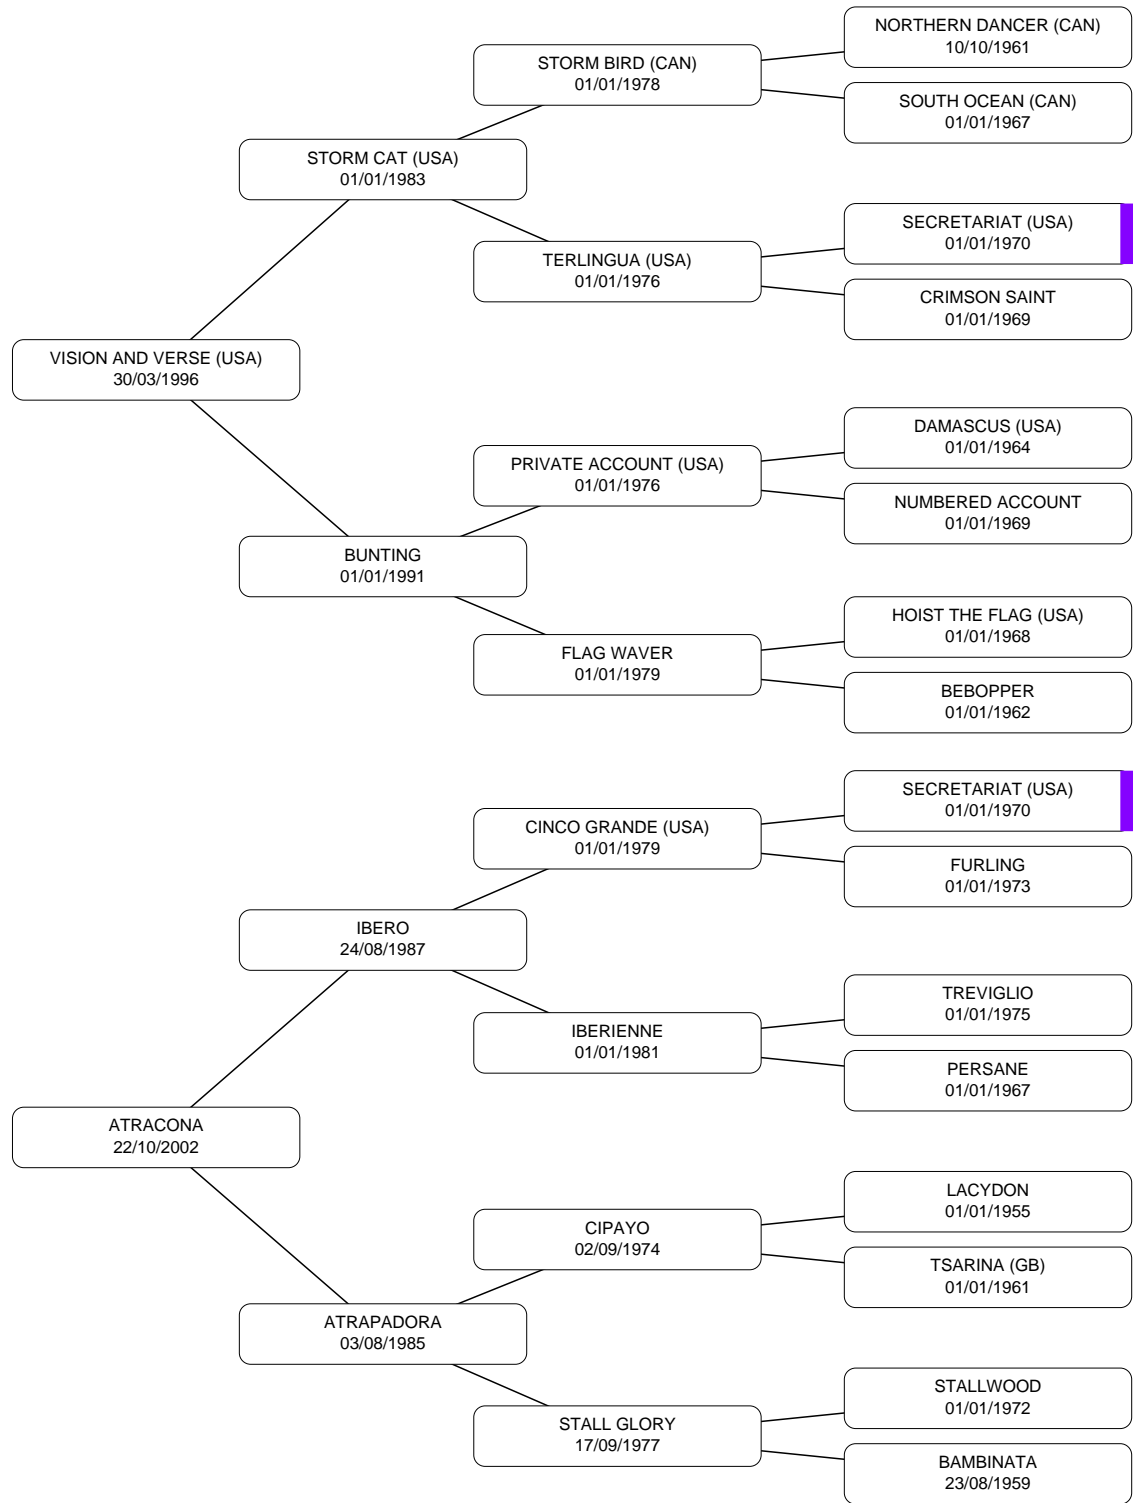 NORTHERN DANCER (CAN)
10/10/1961
STORM BIRD (CAN)
01/01/1978
SOUTH OCEAN (CAN)
01/01/1967
STORM CAT (USA)
01/01/1983
SECRETARIAT (USA)
01/01/1970
TERLINGUA (USA)
01/01/1976
CRIMSON SAINT
01/01/1969
VISION AND VERSE (USA)
30/03/1996
DAMASCUS (USA)
01/01/1964
PRIVATE ACCOUNT (USA)
01/01/1976
NUMBERED ACCOUNT
01/01/1969
BUNTING
01/01/1991
HOIST THE FLAG (USA)
01/01/1968
FLAG WAVER
01/01/1979
BEBOPPER
01/01/1962
SECRETARIAT (USA)
01/01/1970
CINCO GRANDE (USA)
01/01/1979
FURLING
01/01/1973
IBERO
24/08/1987
TREVIGLIO
01/01/1975
IBERIENNE
01/01/1981
PERSANE
01/01/1967
ATRACONA
22/10/2002
LACYDON
01/01/1955
CIPAYO
02/09/1974
TSARINA (GB)
01/01/1961
ATRAPADORA
03/08/1985
STALLWOOD
01/01/1972
STALL GLORY
17/09/1977
BAMBINATA
23/08/1959